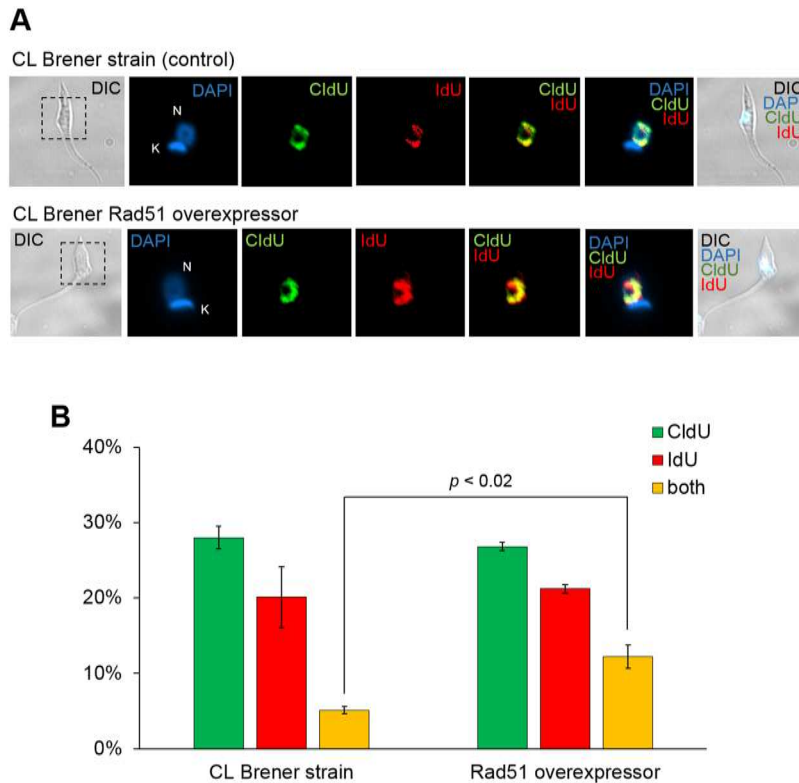 A
CL Brener strain (control)
DIC
DAPI
N
K
CldU
IdU
CldU
IdU
DAPI
CldU
IdU
DIC
DAPI
CldU
IdU
CL Brener Rad51 overexpressor
DIC
DAPI
N
K
CldU
IdU
CldU
IdU
DAPI
CldU
IdU
DIC
DAPI
CldU
IdU
B
40%
30%
20%
10%
0%
p < 0.02
CldU
IdU
both
CL Brener strain
Rad51 overexpressor